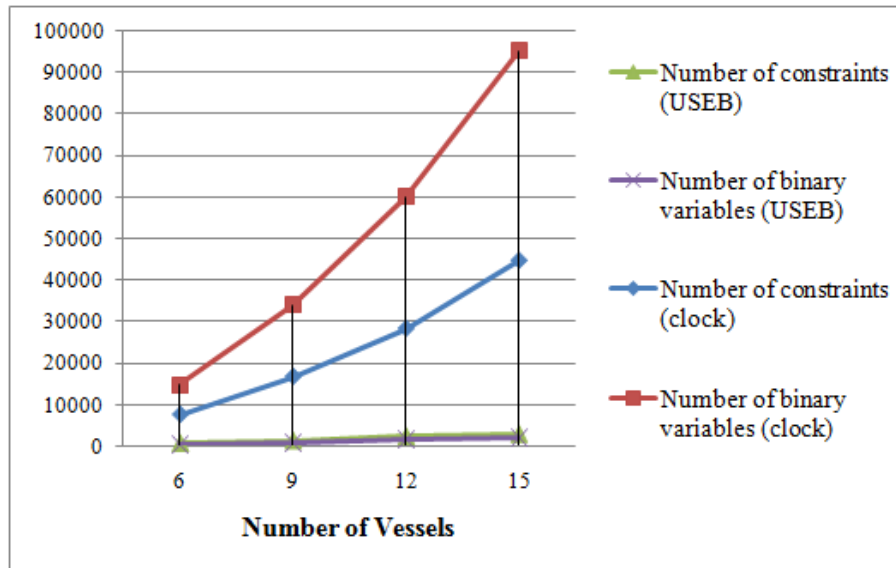 100000
90000
80000
70000
60000
50000
40000
30000
20000
10000
0
6 9 12 15
Number of Vessels
Number of constraints
(USEB)
Number of binary
variables (USEB)
Number of constraints
(clock)
Number of binary
variables (clock)